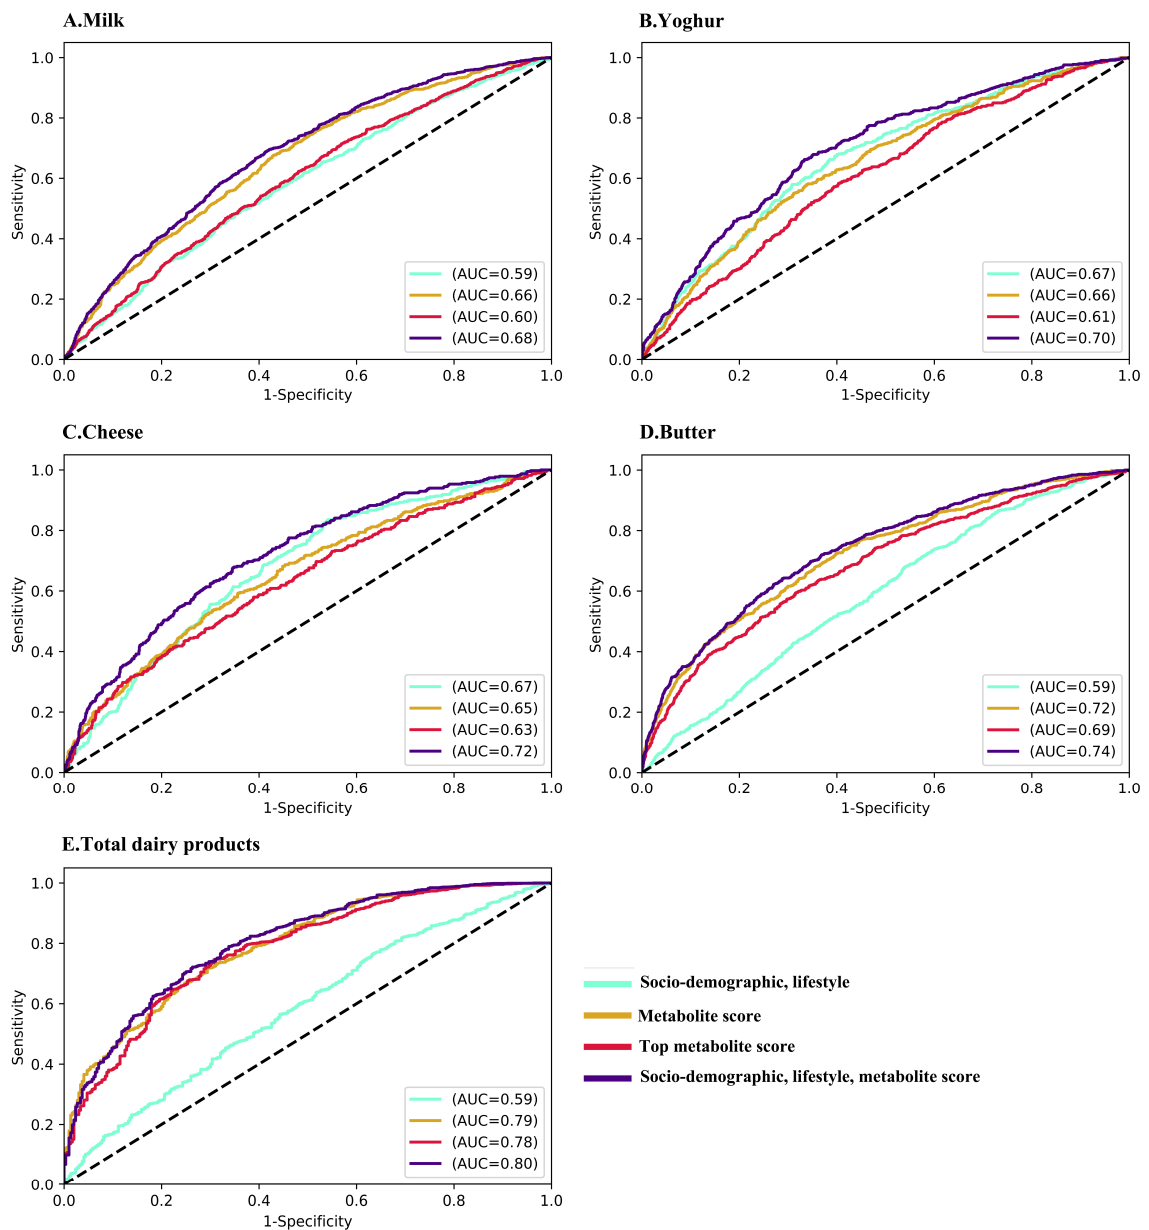 A.Milk
1.0
0.8
0.6
0.4
0.2
0.0
Sensitivity
0.0 0.2 0.4 0.6 0.8 1.0
1-Specificity
(AUC=0.59)
(AUC=0.66)
(AUC=0.60)
(AUC=0.68)
B.Yoghur
1.0
0.8
0.6
0.4
0.2
0.0
Sensitivity
0.0 0.2 0.4 0.6 0.8 1.0
1-Specificity
(AUC=0.67)
(AUC=0.66)
(AUC=0.61)
(AUC=0.70)
C.Cheese
1.0
0.8
0.6
0.4
0.2
0.0
Sensitivity
0.0 0.2 0.4 0.6 0.8 1.0
1-Specificity
(AUC=0.67)
(AUC=0.65)
(AUC=0.63)
(AUC=0.72)
D.Butter
1.0
0.8
0.6
0.4
0.2
0.0
Sensitivity
0.0 0.2 0.4 0.6 0.8 1.0
1-Specificity
(AUC=0.59)
(AUC=0.72)
(AUC=0.69)
(AUC=0.74)
E.Total dairy products
1.0
0.8
0.6
0.4
0.2
0.0
Sensitivity
0.0 0.2 0.4 0.6 0.8 1.0
1-Specificity
(AUC=0.59)
(AUC=0.79)
(AUC=0.78)
(AUC=0.80)
Socio-demographic, lifestyle
Metabolite score
Top metabolite score
Socio-demographic, lifestyle, metabolite score